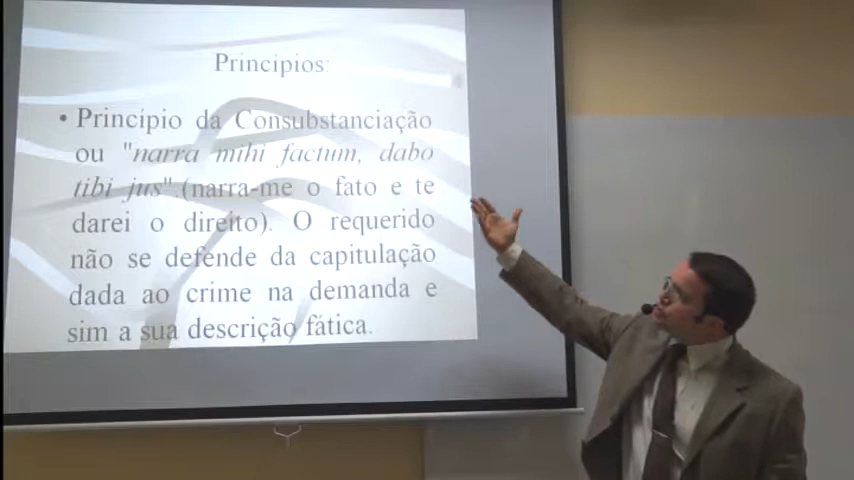 Princípios:
• Princípio da Consubstanciação
ou "narra mihi factum, dabo
tibi jus" (narra-me o fato e te
darei o direito). O requerido
não se defende da capitulação
dada ao crime na demanda e
sim a sua descrição fática.